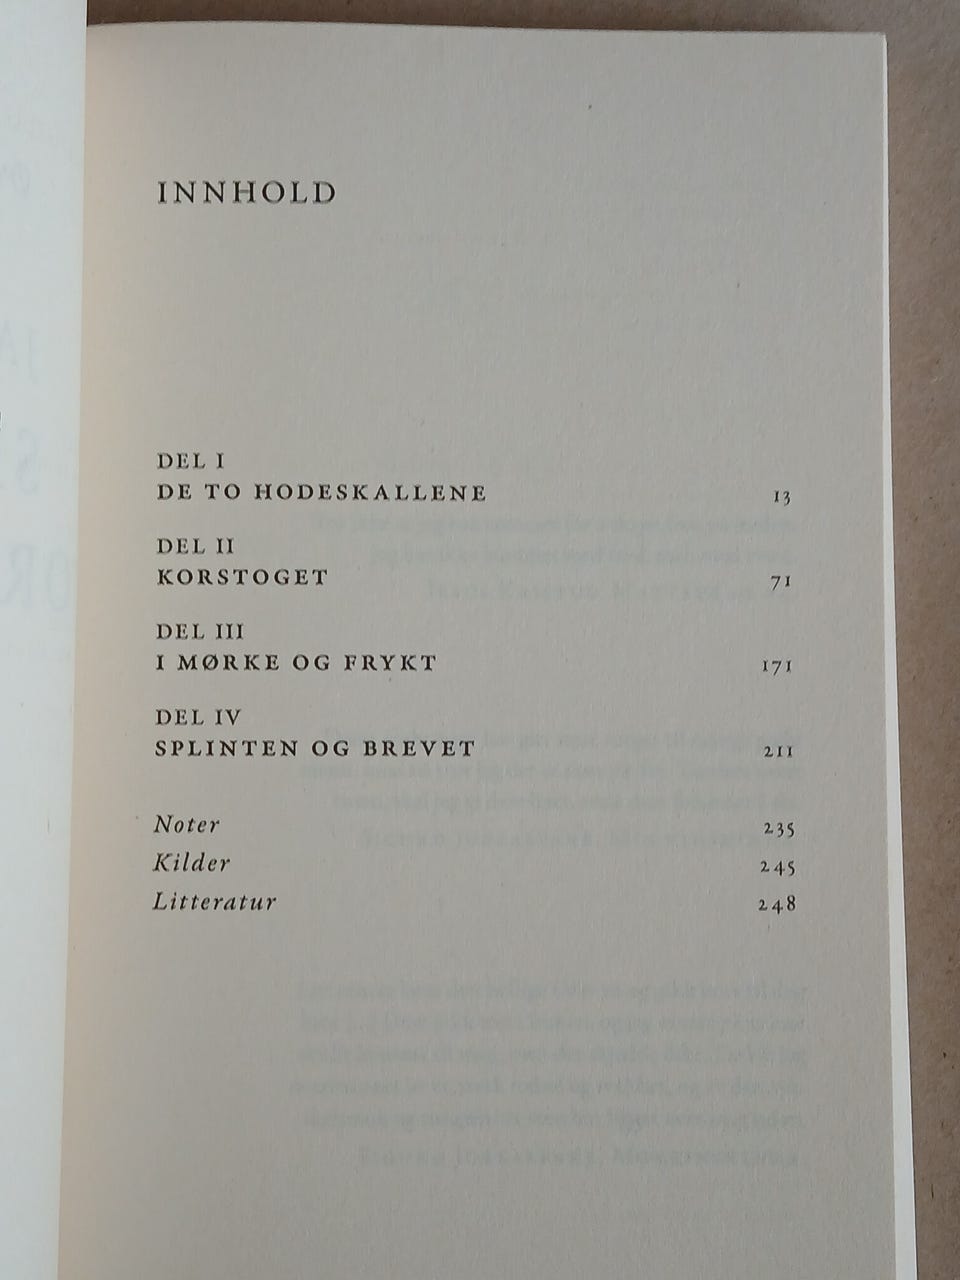 INNHOLD
DEL I
DE TO HODESKALLENE 13
DEL II
KORSTOGET 71
DEL III
I MØRKE OG FRYKT 171
DEL IV
SPLINTEN OG BREVET 211
Noter 235
Kilder 245
Litteratur 248